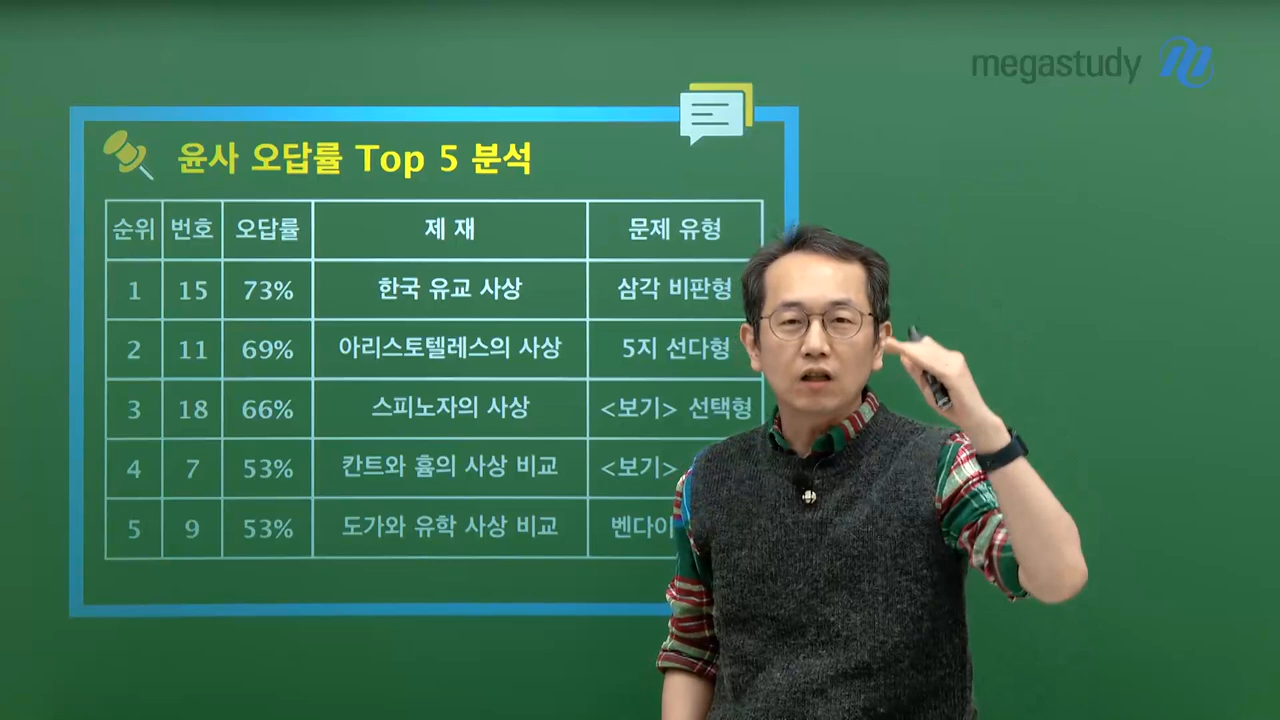 megastudy
윤사 오답률 Top 5 분석
순위 번호 오답률 제 재 문제 유형
1 15 73% 한국 유교 사상 삼각 비판형
2 11 69% 아리스토텔레스의 사상 5지 선다형
3 18 66% 스피노자의 사상 <보기> 선택형
4 7 53% 칸트와 흄의 사상 비교 <보기>
5 9 53% 도가와 유학 사상 비교 벤다이